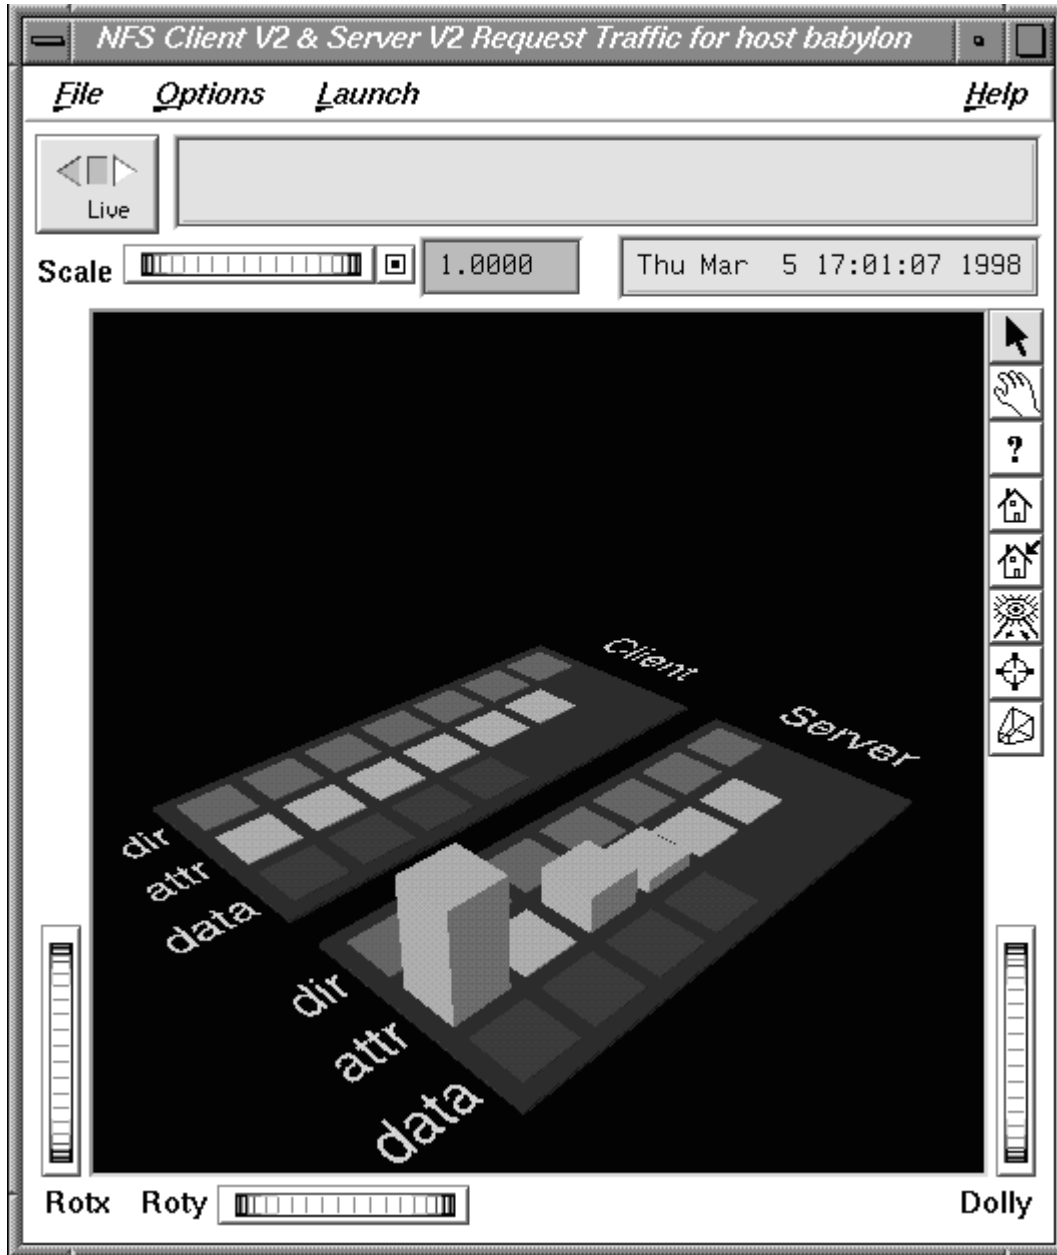 NFS Client V2 & Server V2 Request Traffic for host babylon
File Options Launch Help
Live
Scale 1.0000 Thu Mar 5 17:01:07 1998
Client
Server
dir
attr
data
dir
attr
data
?
Rotx Roty Dolly